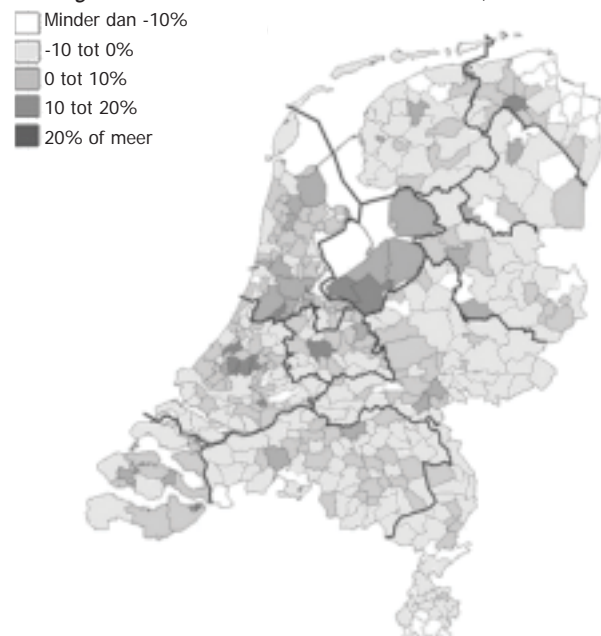 Minder dan -10%
-10 tot 0%
0 tot 10%
10 tot 20%
20% of meer